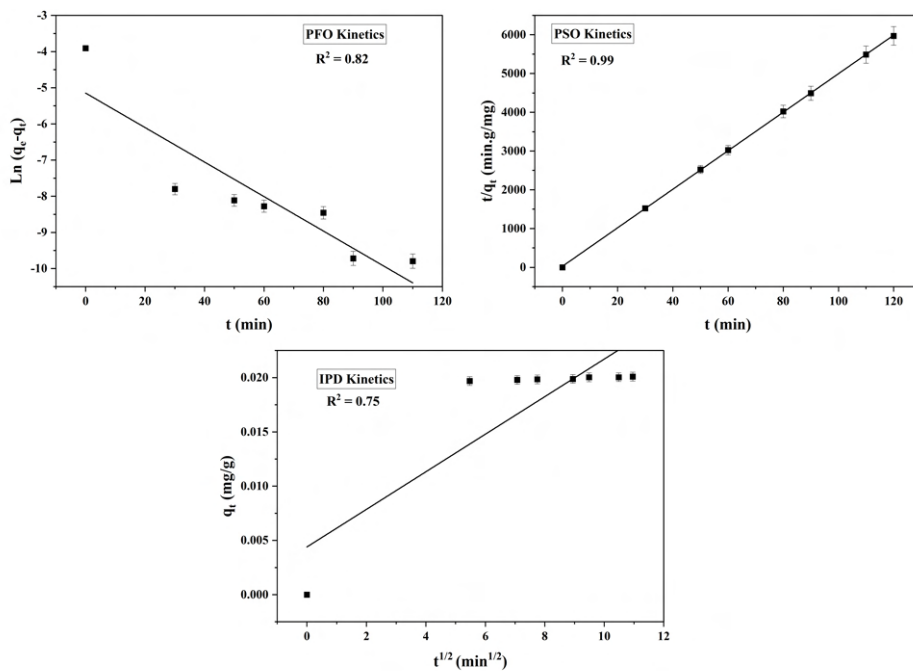 -3
-4
-5
-6
-7
-8
-9
-10
Ln (qe-qt)
PFO Kinetics
R² = 0.82
0 20 40 60 80 100 120
t (min)
6000
5000
4000
3000
2000
1000
0
t/qt (min.g/mg)
PSO Kinetics
R² = 0.99
0 20 40 60 80 100 120
t (min)
0.020
0.015
0.010
0.005
0.000
qt (mg/g)
IPD Kinetics
R² = 0.75
0 2 4 6 8 10 12
t^1/2 (min^1/2)